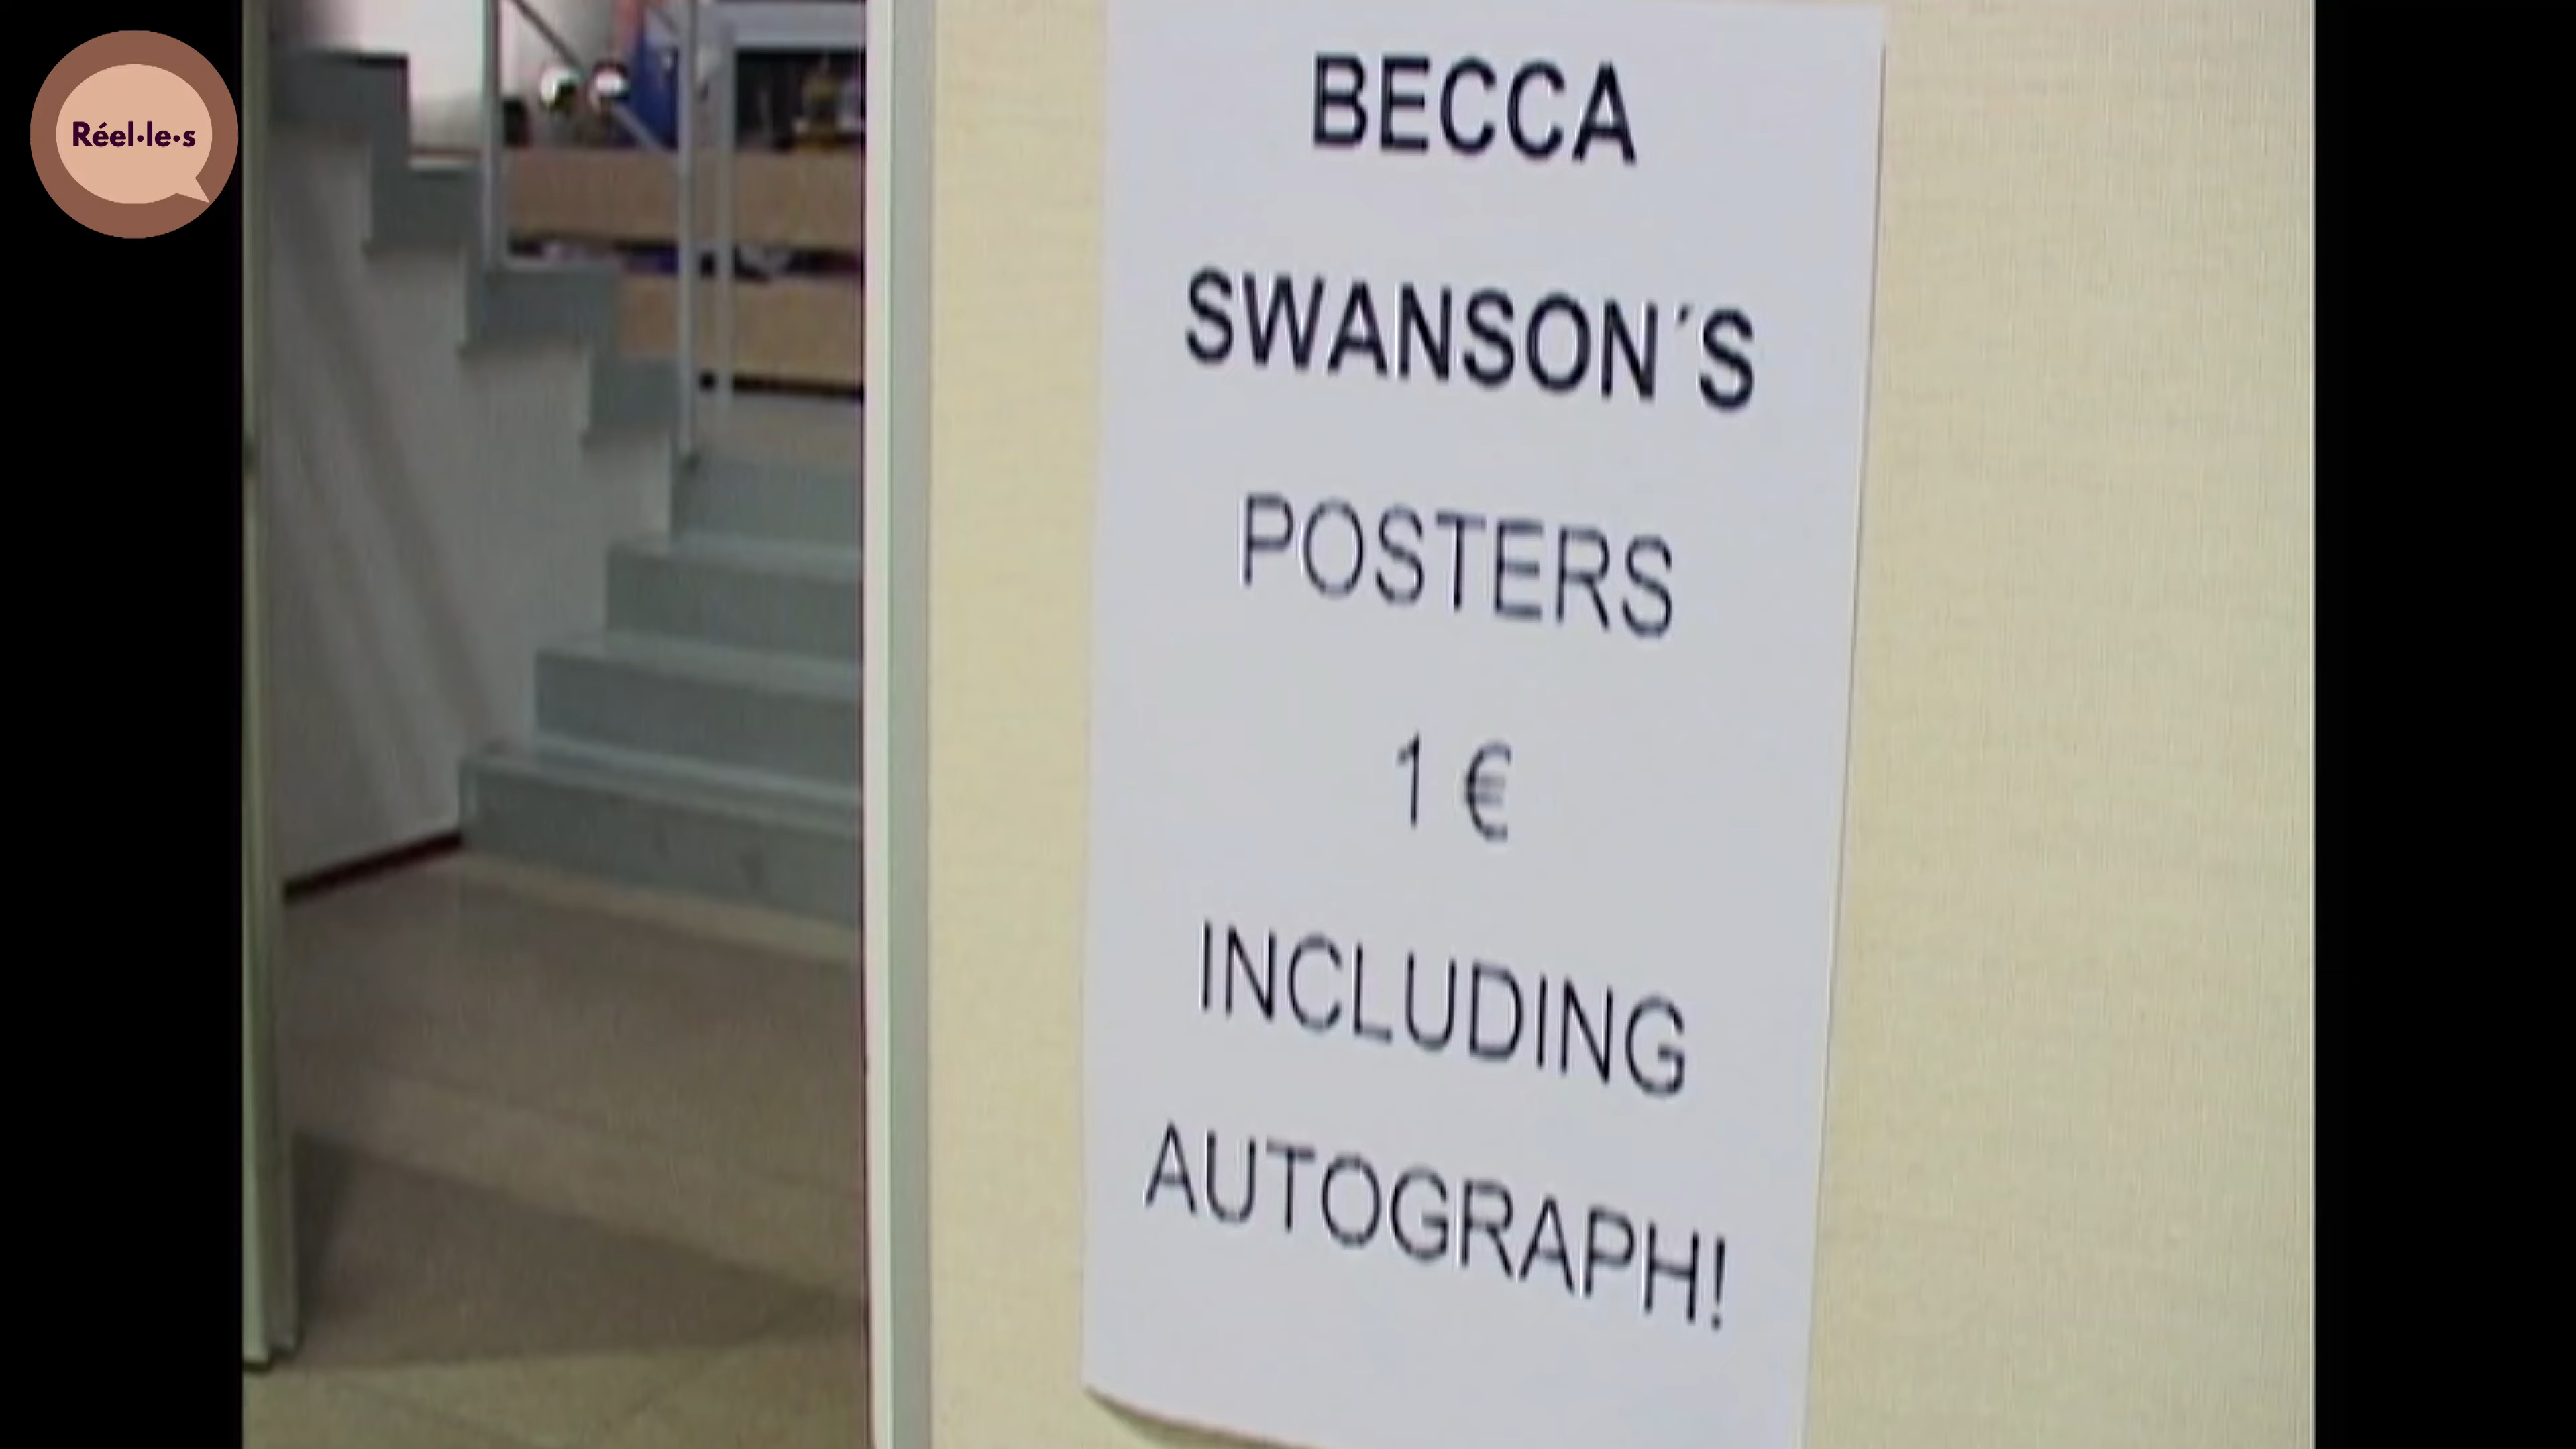 Réel·le·s
BECCA
SWANSON´S
POSTERS
1 €
INCLUDING
AUTOGRAPH!